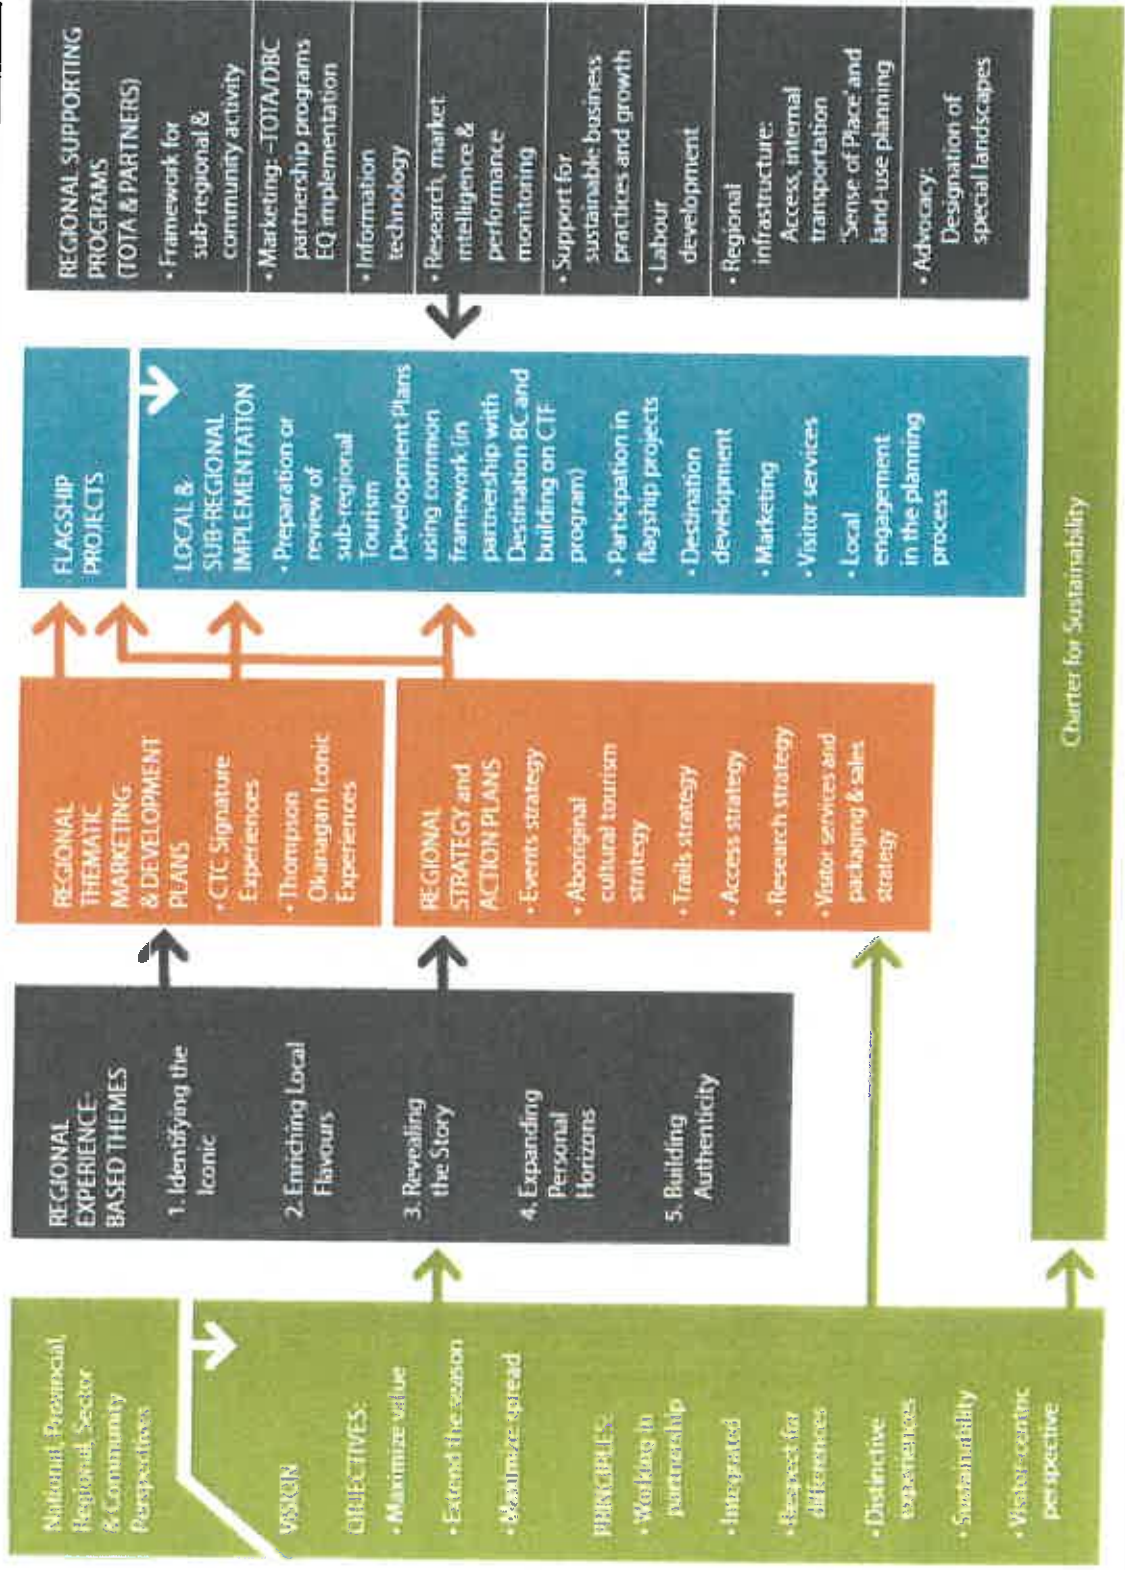 National Provincial,
Regional, Sector
& Community
Perspectives
VISION
OBJECTIVES:
• Maximize value
• Extend the season
• Maximize spread
PRINCIPLES:
• Working in
partnership
• Integrated
• Respect for
differences
• Distinctive
experiences
• Sustainability
• Visitor-centric
perspective
REGIONAL
EXPERIENCE-
BASED THEMES
1. Identifying the
Iconic
2. Enriching Local
Flavours
3. Revealing
the Story
4. Expanding
Personal
Horizons
5. Building
Authenticity
REGIONAL
THEMATIC
MARKETING
& DEVELOPMENT
PLANS
• CTC Signature
Experiences
• Thompson
Okanagan Iconic
Experiences
REGIONAL
STRATEGY and
ACTION PLANS
• Events strategy
• Aboriginal
cultural tourism
strategy
• Trails strategy
• Access strategy
• Research strategy
• Visitor services and
packaging & sales
strategy
FLAGSHIP
PROJECTS
LOCAL &
SUB-REGIONAL
IMPLEMENTATION
• Preparation or
review of
sub-regional
Tourism
Development Plans
using common
framework (in
partnership with
Destination BC and
building on CTF
program)
• Participation in
flagship projects
• Destination
development
• Marketing
• Visitor services
• Local
engagement
in the planning
process
REGIONAL SUPPORTING
PROGRAMS
(TOTA & PARTNERS)
• Framework for
sub-regional &
community activity
• Marketing: –TOTA/DBC
partnership programs
EQ implementation
• Information
technology
• Research, market
intelligence &
performance
monitoring
• Support for
sustainable business
practices and growth
• Labour
development
• Regional
infrastructure:
Access, internal
transportation
'Sense of Place' and
land-use planning
• Advocacy:
Designation of
special landscapes
Charter for Sustainability